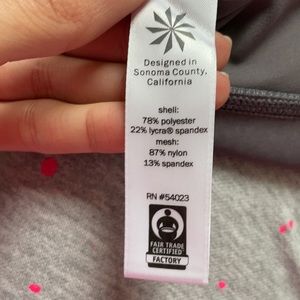 Designed in
Sonoma County,
California
shell:
78% polyester
22% lycra® spandex
mesh:
87% nylon
13% spandex
RN #54023
FAIR TRADE
CERTIFIED
FACTORY